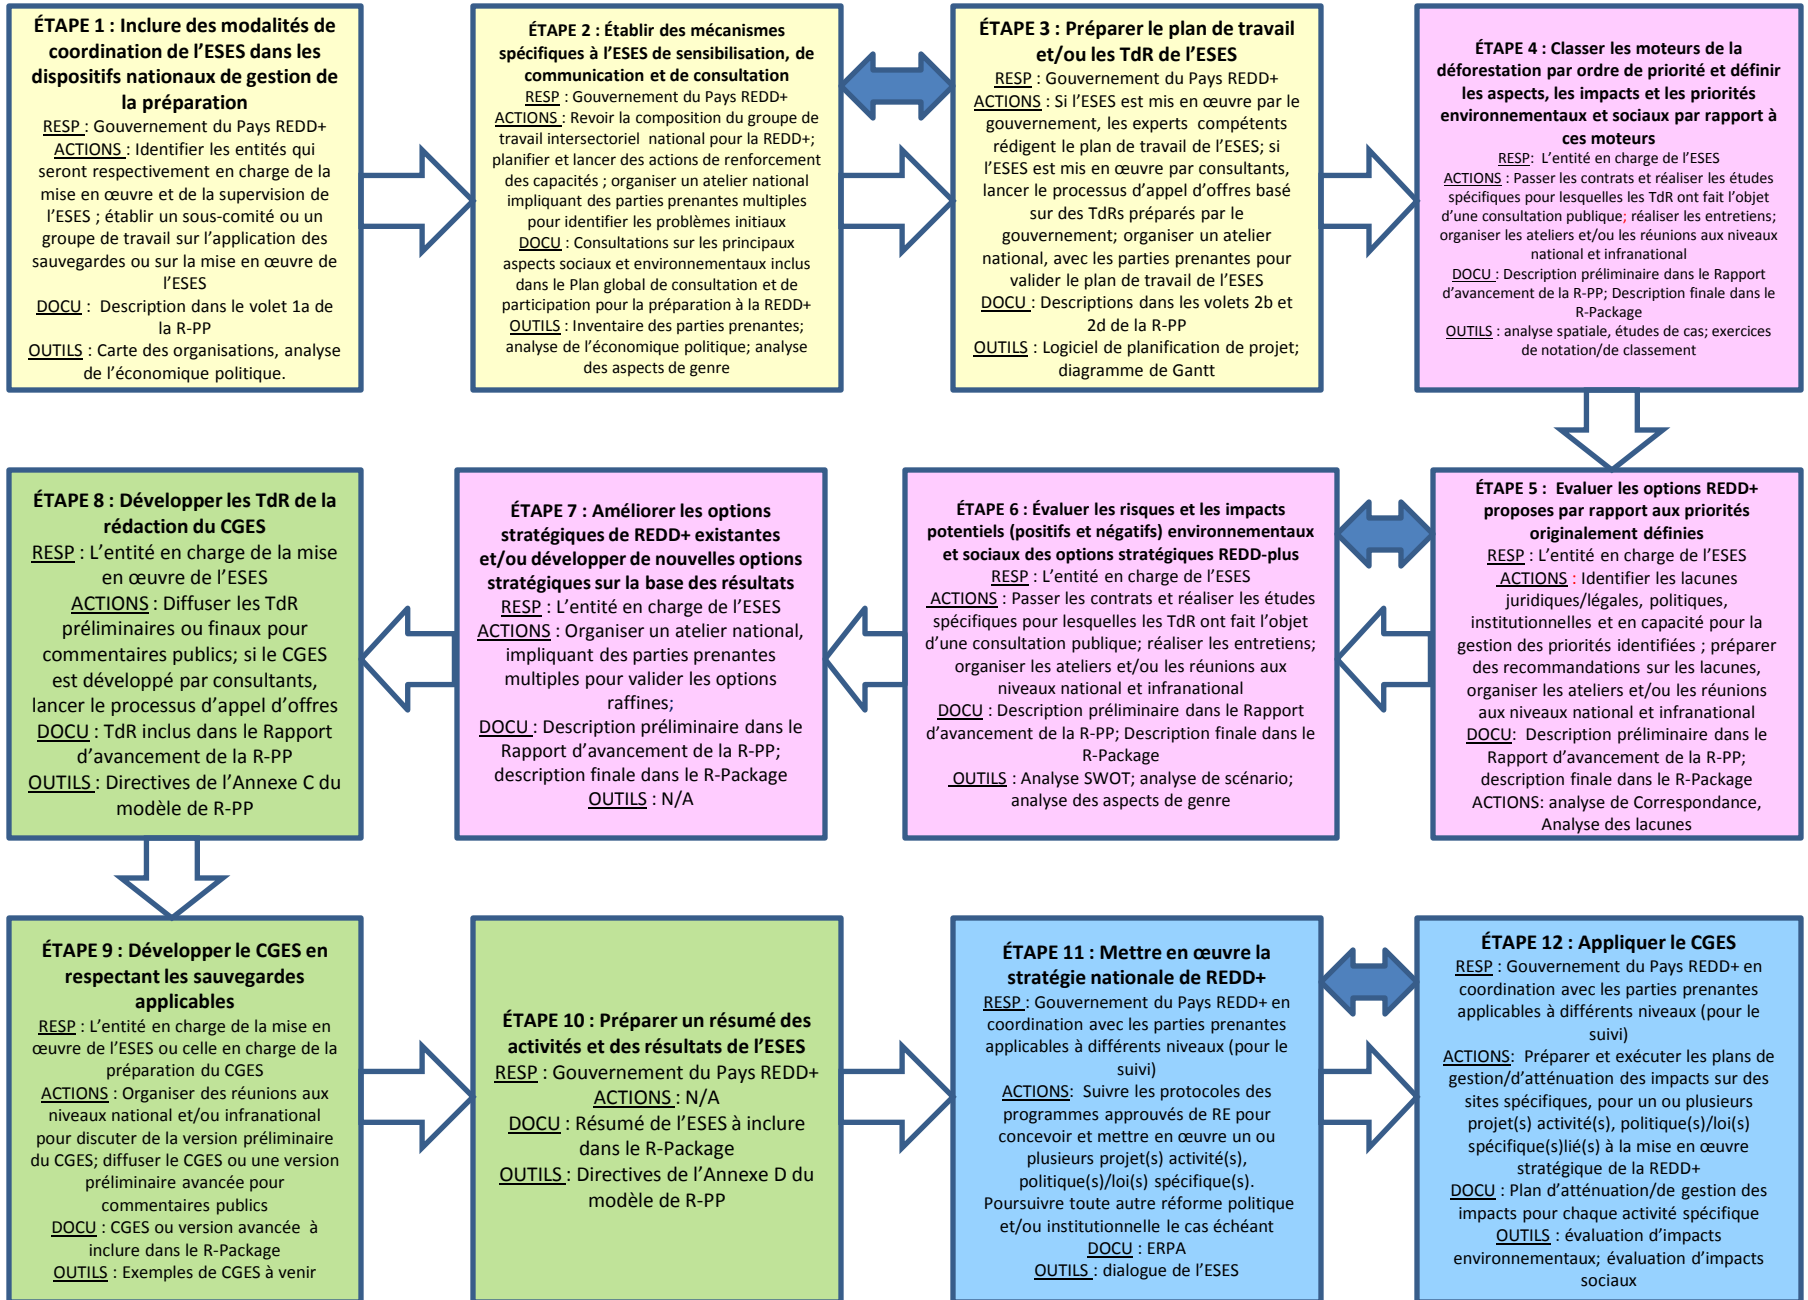 ÉTAPE 1 : Inclure des modalités de
coordination de l’ESES dans les
dispositifs nationaux de gestion de
la préparation
RESP : Gouvernement du Pays REDD+
ACTIONS : Identifier les entités qui
seront respectivement en charge de la
mise en œuvre et de la supervision de
l’ESES ; établir un sous-comité ou un
groupe de travail sur l’application des
sauvegardes ou sur la mise en œuvre de
l’ESES
DOCU : Description dans le volet 1a de
la R-PP
OUTILS : Carte des organisations, analyse
de l’économique politique.
ÉTAPE 2 : Établir des mécanismes
spécifiques à l’ESES de sensibilisation, de
communication et de consultation
RESP : Gouvernement du Pays REDD+
ACTIONS : Revoir la composition du groupe de
travail intersectoriel national pour la REDD+;
planifier et lancer des actions de renforcement
des capacités ; organiser un atelier national
impliquant des parties prenantes multiples
pour identifier les problèmes initiaux
DOCU : Consultations sur les principaux
aspects sociaux et environnementaux inclus
dans le Plan global de consultation et de
participation pour la préparation à la REDD+
OUTILS : Inventaire des parties prenantes;
analyse de l’économique politique; analyse
des aspects de genre
ÉTAPE 3 : Préparer le plan de travail
et/ou les TdR de l’ESES
RESP : Gouvernement du Pays REDD+
ACTIONS : Si l’ESES est mis en œuvre par le
gouvernement, les experts compétents
rédigent le plan de travail de l’ESES; si
l’ESES est mis en œuvre par consultants,
lancer le processus d’appel d’offres basé
sur des TdRs préparés par le
gouvernement; organiser un atelier
national, avec les parties prenantes pour
valider le plan de travail de l’ESES
DOCU : Descriptions dans les volets 2b et
2d de la R-PP
OUTILS : Logiciel de planification de projet;
diagramme de Gantt
ÉTAPE 4 : Classer les moteurs de la
déforestation par ordre de priorité et définir
les aspects, les impacts et les priorités
environnementaux et sociaux par rapport à
ces moteurs
RESP: L’entité en charge de l’ESES
ACTIONS : Passer les contrats et réaliser les études
spécifiques pour lesquelles les TdR ont fait l’objet
d’une consultation publique; réaliser les entretiens;
organiser les ateliers et/ou les réunions aux niveaux
national et infranational
DOCU : Description préliminaire dans le Rapport
d’avancement de la R-PP; Description finale dans le
R-Package
OUTILS : analyse spatiale, études de cas; exercices
de notation/de classement
ÉTAPE 8 : Développer les TdR de la
rédaction du CGES
RESP : L’entité en charge de la mise
en œuvre de l’ESES
ACTIONS : Diffuser les TdR
préliminaires ou finaux pour
commentaires publics; si le CGES
est développé par consultants,
lancer le processus d’appel d’offres
DOCU : TdR inclus dans le Rapport
d’avancement de la R-PP
OUTILS : Directives de l’Annexe C du
modèle de R-PP
ÉTAPE 7 : Améliorer les options
stratégiques de REDD+ existantes
et/ou développer de nouvelles options
stratégiques sur la base des résultats
RESP : L’entité en charge de l’ESES
ACTIONS : Organiser un atelier national,
impliquant des parties prenantes
multiples pour valider les options
raffines;
DOCU : Description préliminaire dans le
Rapport d’avancement de la R-PP;
description finale dans le R-Package
OUTILS : N/A
ÉTAPE 6 : Évaluer les risques et les impacts
potentiels (positifs et négatifs) environnementaux
et sociaux des options stratégiques REDD-plus
RESP : L’entité en charge de l’ESES
ACTIONS : Passer les contrats et réaliser les études
spécifiques pour lesquelles les TdR ont fait l’objet
d’une consultation publique; réaliser les entretiens;
organiser les ateliers et/ou les réunions aux
niveaux national et infranational
DOCU : Description préliminaire dans le Rapport
d’avancement de la R-PP; Description finale dans le
R-Package
OUTILS : Analyse SWOT; analyse de scénario;
analyse des aspects de genre
ÉTAPE 5 : Evaluer les options REDD+
proposes par rapport aux priorités
originalement définies
RESP : L’entité en charge de l’ESES
ACTIONS : Identifier les lacunes
juridiques/légales, politiques,
institutionnelles et en capacité pour la
gestion des priorités identifiées ; préparer
des recommandations sur les lacunes,
organiser les ateliers et/ou les réunions
aux niveaux national et infranational
DOCU: Description préliminaire dans le
Rapport d’avancement de la R-PP;
description finale dans le R-Package
ACTIONS: analyse de Correspondance,
Analyse des lacunes
ÉTAPE 9 : Développer le CGES en
respectant les sauvegardes
applicables
RESP : L’entité en charge de la mise en
œuvre de l’ESES ou celle en charge de la
préparation du CGES
ACTIONS : Organiser des réunions aux
niveaux national et/ou infranational
pour discuter de la version préliminaire
du CGES; diffuser le CGES ou une version
préliminaire avancée pour
commentaires publics
DOCU : CGES ou version avancée à
inclure dans le R-Package
OUTILS : Exemples de CGES à venir
ÉTAPE 10 : Préparer un résumé des
activités et des résultats de l’ESES
RESP : Gouvernement du Pays REDD+
ACTIONS : N/A
DOCU : Résumé de l’ESES à inclure
dans le R-Package
OUTILS : Directives de l’Annexe D du
modèle de R-PP
ÉTAPE 11 : Mettre en œuvre la
stratégie nationale de REDD+
RESP : Gouvernement du Pays REDD+ en
coordination avec les parties prenantes
applicables à différents niveaux (pour le
suivi)
ACTIONS: Suivre les protocoles des
programmes approuvés de RE pour
concevoir et mettre en œuvre un ou
plusieurs projet(s) activité(s),
politique(s)/loi(s) spécifique(s).
Poursuivre toute autre réforme politique
et/ou institutionnelle le cas échéant
DOCU : ERPA
OUTILS : dialogue de l’ESES
ÉTAPE 12 : Appliquer le CGES
RESP : Gouvernement du Pays REDD+ en
coordination avec les parties prenantes
applicables à différents niveaux (pour le
suivi)
ACTIONS: Préparer et exécuter les plans de
gestion/d’atténuation des impacts sur des
sites spécifiques, pour un ou plusieurs
projet(s) activité(s), politique(s)/loi(s)
spécifique(s)lié(s) à la mise en œuvre
stratégique de la REDD+
DOCU : Plan d’atténuation/de gestion des
impacts pour chaque activité spécifique
OUTILS : évaluation d’impacts
environnementaux; évaluation d’impacts
sociaux